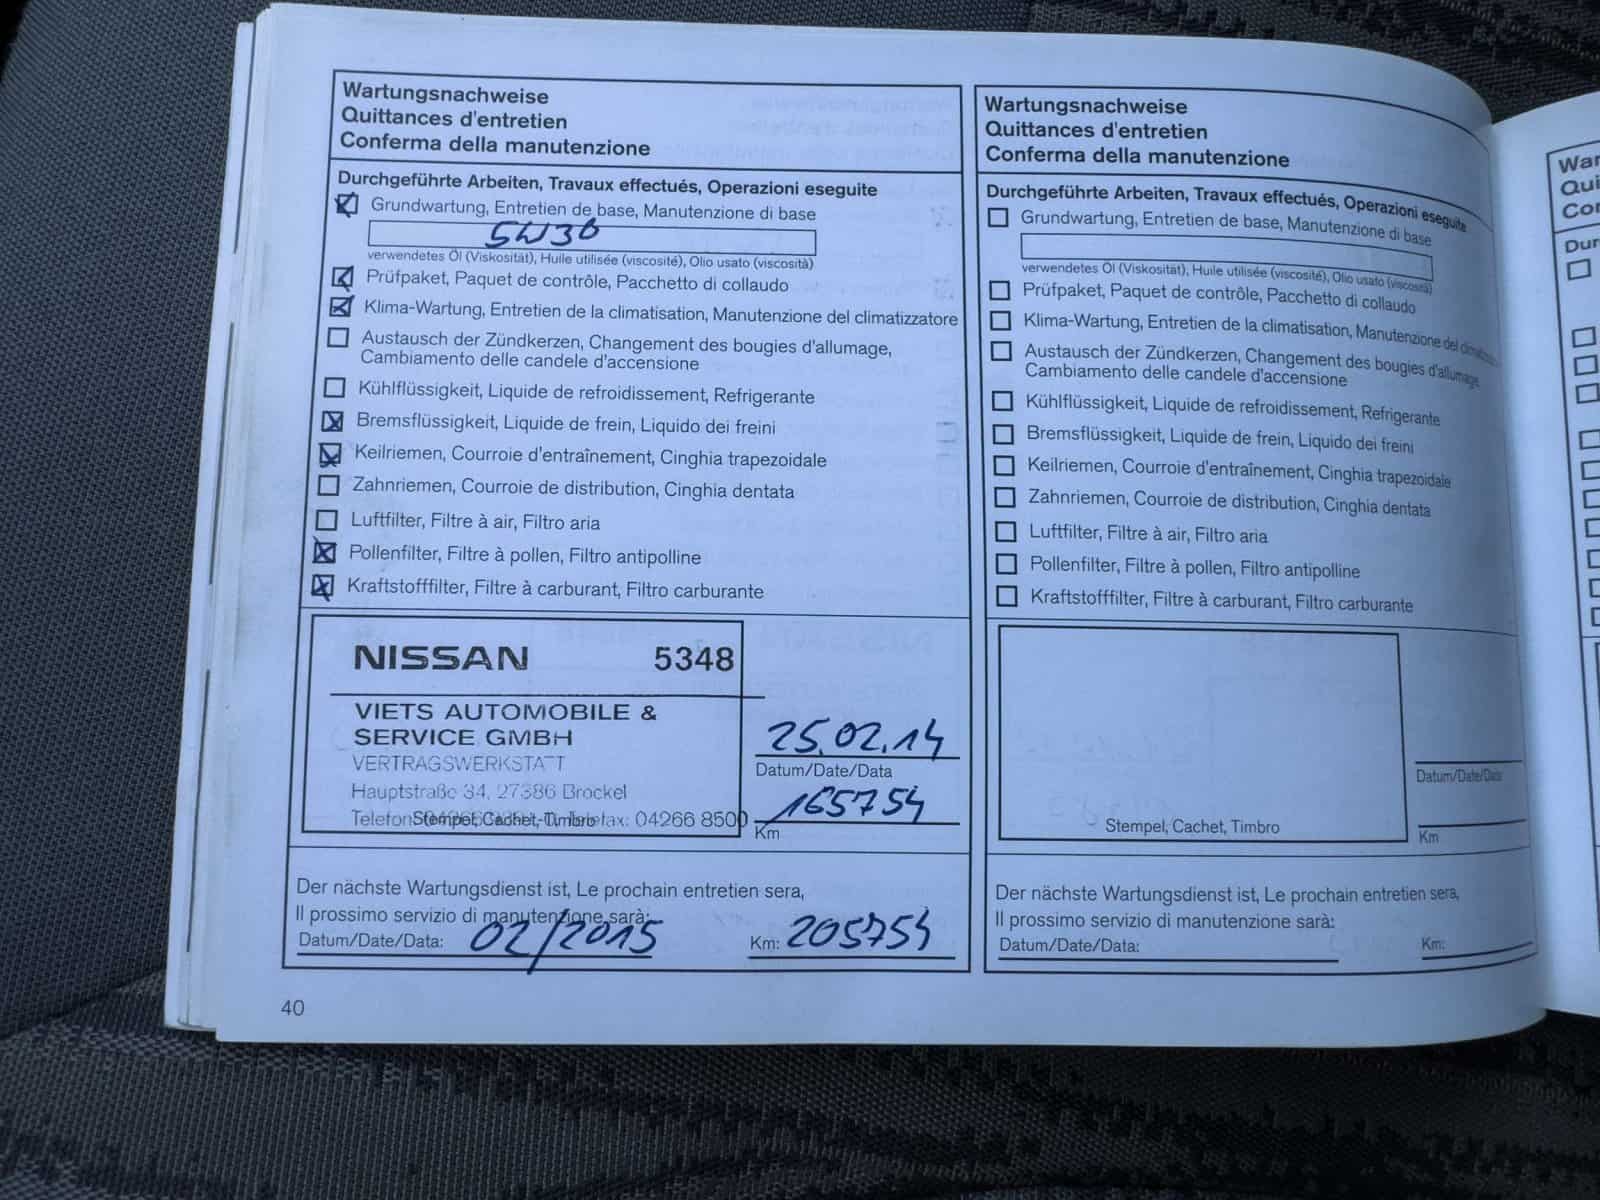 Wartungsnachweise
Quittances d'entretien
Conferma della manutenzione
Durchgeführte Arbeiten, Travaux effectués, Operazioni eseguite
Grundwartung, Entretien de base, Manutenzione di base
5W30
verwendetes Öl (Viskosität), Huile utilisée (viscosité), Olio usato (viscosità)
Prüfpaket, Paquet de contrôle, Pacchetto di collaudo
Klima-Wartung, Entretien de la climatisation, Manutenzione del climatizzatore
Austausch der Zündkerzen, Changement des bougies d'allumage,
Cambiamento delle candele d'accensione
Kühlflüssigkeit, Liquide de refroidissement, Refrigerante
Bremsflüssigkeit, Liquide de frein, Liquido dei freini
Keilriemen, Courroie d'entraînement, Cinghia trapezoidale
Zahnriemen, Courroie de distribution, Cinghia dentata
Luftfilter, Filtre à air, Filtro aria
Pollenfilter, Filtre à pollen, Filtro antipolline
Kraftstofffilter, Filtre à carburant, Filtro carburante
NISSAN 5348
VIETS AUTOMOBILE &
SERVICE GMBH
VERTRAGSWERKSTATT
Hauptstraße 34, 27386 Brockel
Telefon Stempel, Cachet, Timbro 04266 8500
25.02.14
Datum/Date/Data
165754
Km
Der nächste Wartungsdienst ist, Le prochain entretien sera,
Il prossimo servizio di manutenzione sarà:
Datum/Date/Data: 02/2015 Km: 205754
40
Wartungsnachweise
Quittances d'entretien
Conferma della manutenzione
Durchgeführte Arbeiten, Travaux effectués, Operazioni eseguite
Grundwartung, Entretien de base, Manutenzione di base
verwendetes Öl (Viskosität), Huile utilisée (viscosité), Olio usato (viscosità)
Prüfpaket, Paquet de contrôle, Pacchetto di collaudo
Klima-Wartung, Entretien de la climatisation, Manutenzione del
Austausch der Zündkerzen, Changement des bougies d'allumage,
Cambiamento delle candele d'accensione
Kühlflüssigkeit, Liquide de refroidissement, Refrigerante
Bremsflüssigkeit, Liquide de frein, Liquido dei freini
Keilriemen, Courroie d'entraînement, Cinghia trapezoidale
Zahnriemen, Courroie de distribution, Cinghia dentata
Luftfilter, Filtre à air, Filtro aria
Pollenfilter, Filtre à pollen, Filtro antipolline
Kraftstofffilter, Filtre à carburant, Filtro carburante
Stempel, Cachet, Timbro
Datum/Date/Data
Km
Der nächste Wartungsdienst ist, Le prochain entretien sera,
Il prossimo servizio di manutenzione sarà:
Datum/Date/Data: Km:
War
Qui
Con
Dur